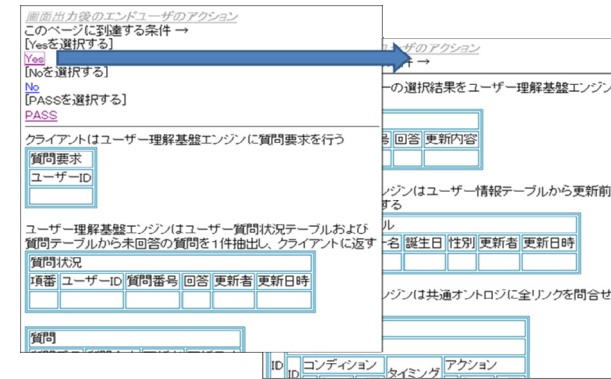 画面出力後のエンドユーザのアクション
このページに到達する条件 →
[Yesを選択する]
Yes
[Noを選択する]
No
[PASSを選択する]
PASS
クライアントはユーザー理解基盤エンジンに質問要求を行う
質問要求
ユーザーID
ユーザー理解基盤エンジンはユーザー質問状況テーブルおよび
質問テーブルから未回答の質問を1件抽出し、クライアントに返す
質問状況
項番 ユーザーID 質問番号 回答 更新者 更新日時
質問
ユーザのアクション
件 →
ーの選択結果をユーザー理解基盤エンジン
号 回答 更新内容
ンジンはユーザー情報テーブルから更新前
する
ル
ー名 誕生日 性別 更新者 更新日時
ンジンは共通オントロジに全リンクを問合せ
ID コンディション タイミング アクション
ID